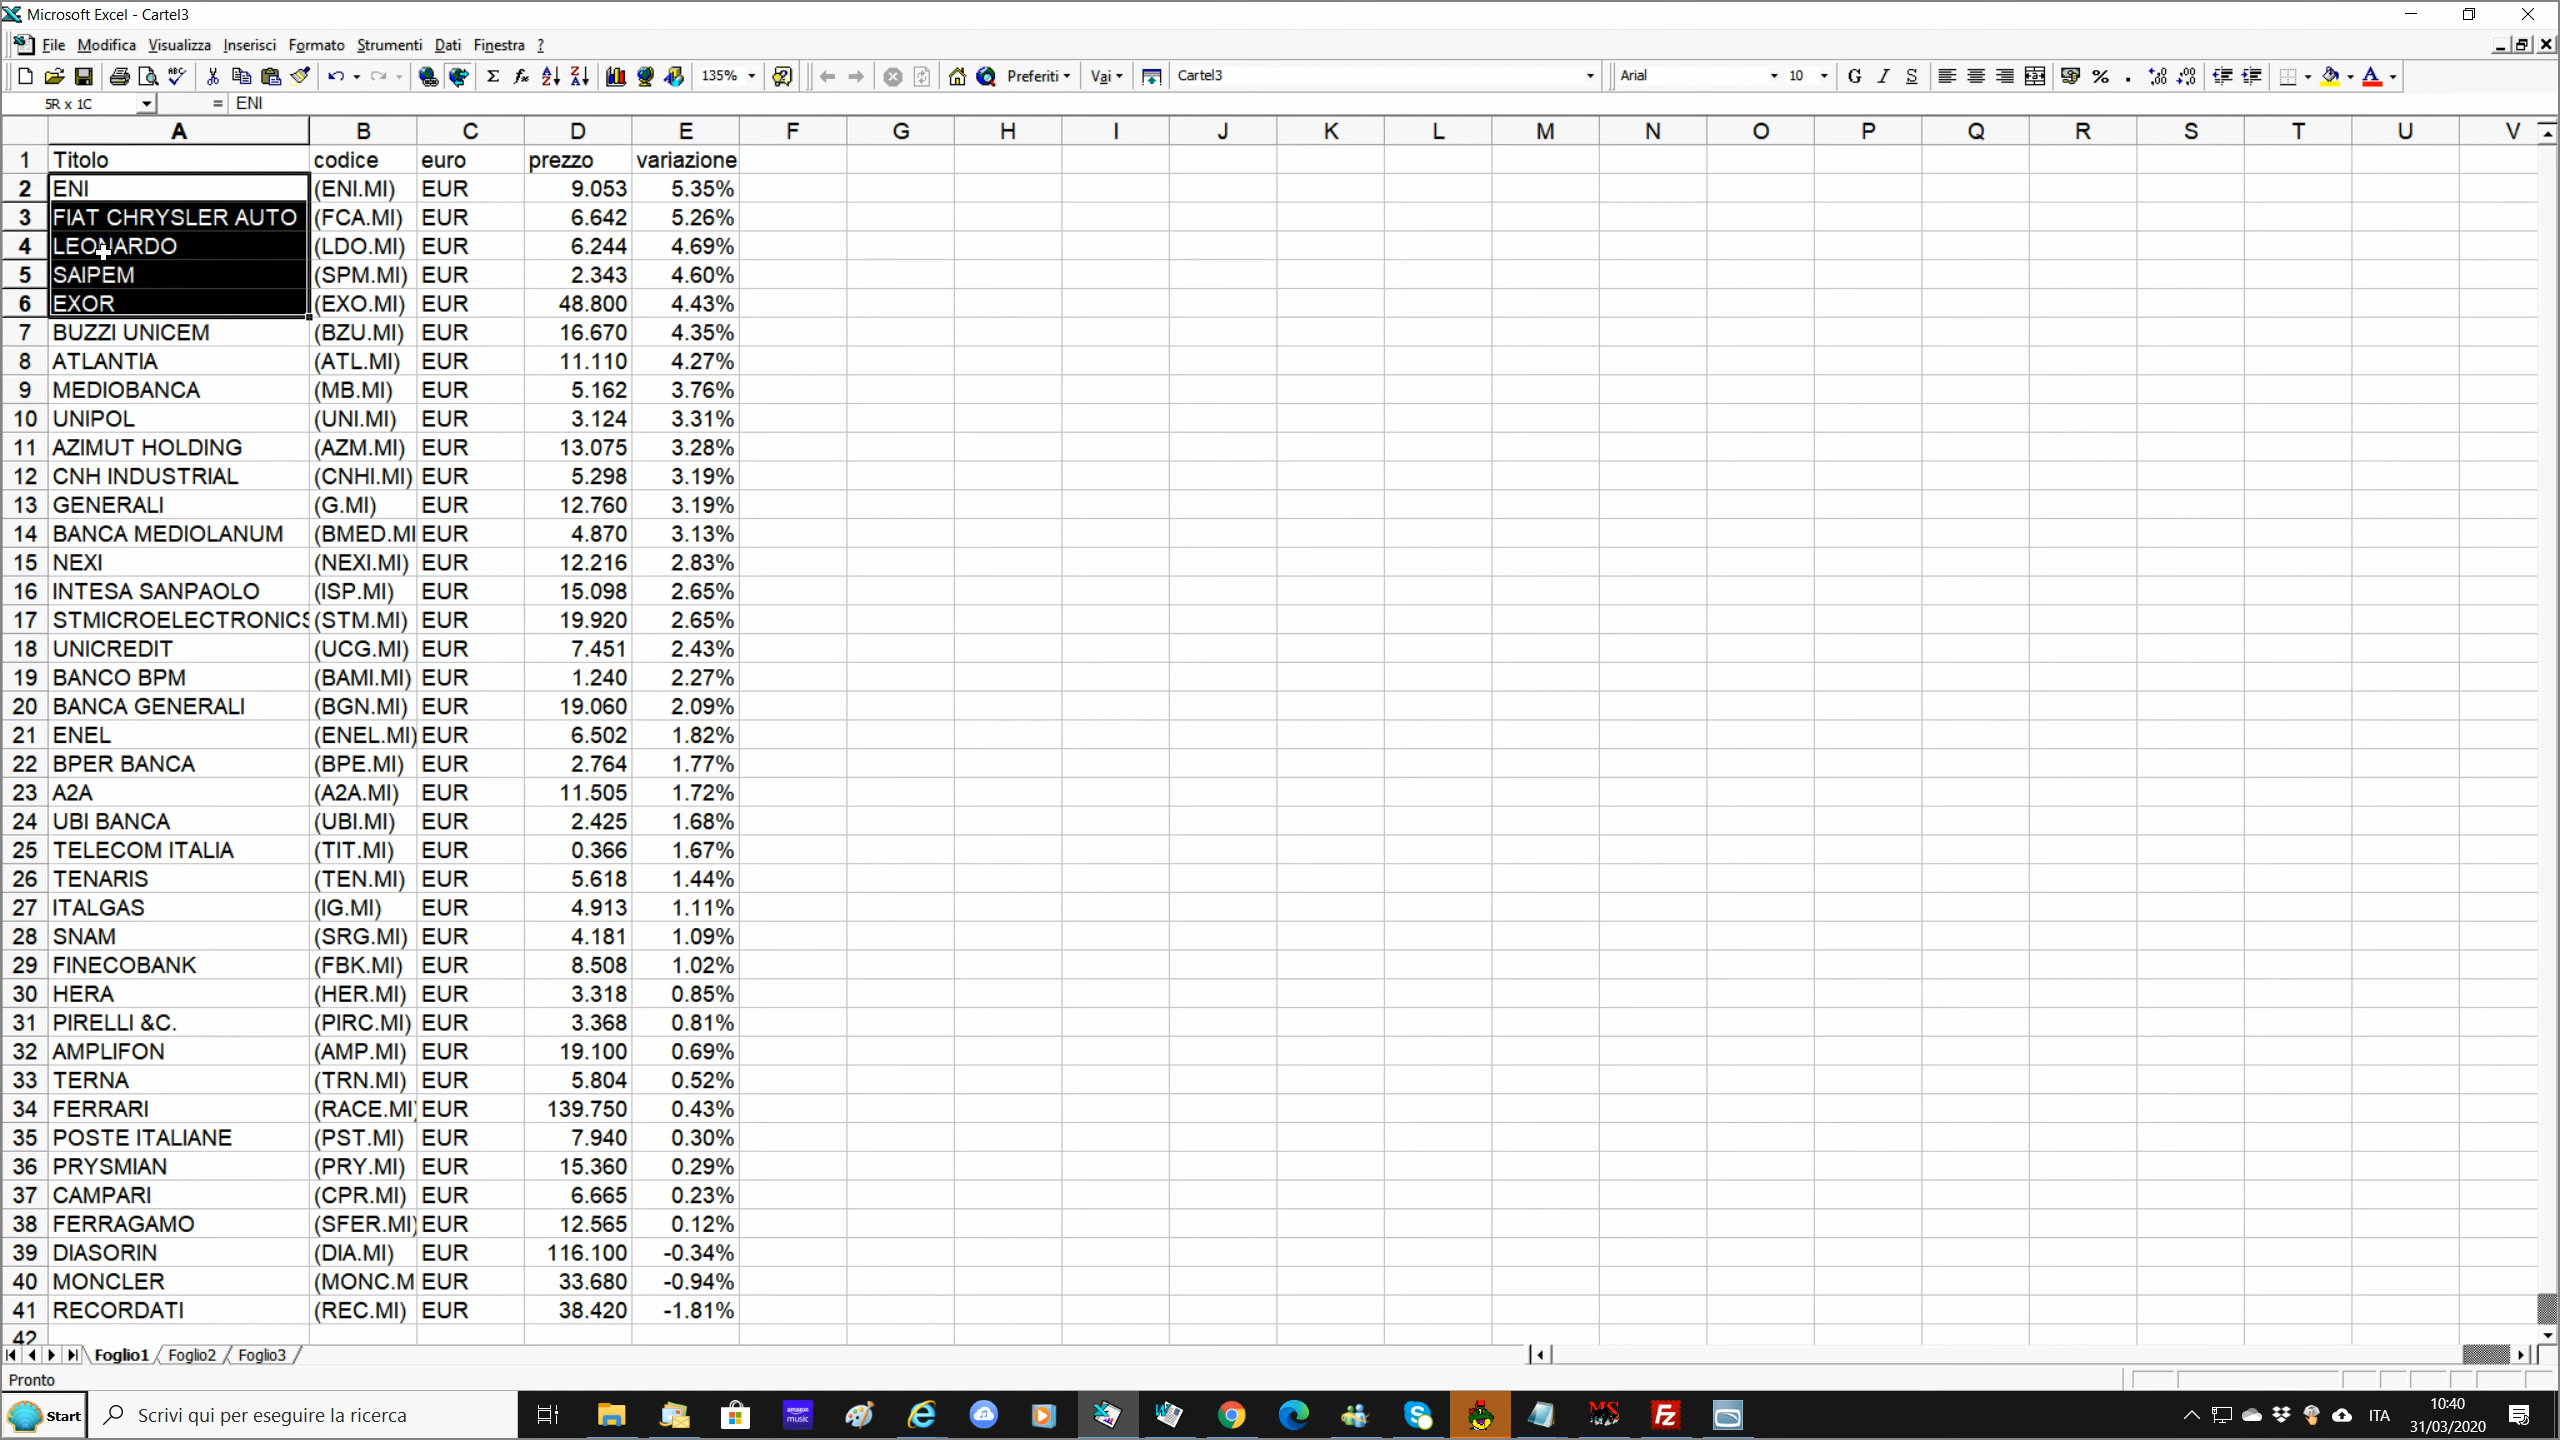 Microsoft Excel - Cartel3
File Modifica Visualizza Inserisci Formato Strumenti Dati Finestra ?
135% Preferiti Vai Cartel3 Arial 10 G I S %
5R x 1C = ENI
A B C D E F G H I J K L M N O P Q R S T U V
1 Titolo codice euro prezzo variazione
2 ENI (ENI.MI) EUR 9.053 5.35%
3 FIAT CHRYSLER AUTO (FCA.MI) EUR 6.642 5.26%
4 LEONARDO (LDO.MI) EUR 6.244 4.69%
5 SAIPEM (SPM.MI) EUR 2.343 4.60%
6 EXOR (EXO.MI) EUR 48.800 4.43%
7 BUZZI UNICEM (BZU.MI) EUR 16.670 4.35%
8 ATLANTIA (ATL.MI) EUR 11.110 4.27%
9 MEDIOBANCA (MB.MI) EUR 5.162 3.76%
10 UNIPOL (UNI.MI) EUR 3.124 3.31%
11 AZIMUT HOLDING (AZM.MI) EUR 13.075 3.28%
12 CNH INDUSTRIAL (CNHI.MI) EUR 5.298 3.19%
13 GENERALI (G.MI) EUR 12.760 3.19%
14 BANCA MEDIOLANUM (BMED.MI EUR 4.870 3.13%
15 NEXI (NEXI.MI) EUR 12.216 2.83%
16 INTESA SANPAOLO (ISP.MI) EUR 15.098 2.65%
17 STMICROELECTRONICS (STM.MI) EUR 19.920 2.65%
18 UNICREDIT (UCG.MI) EUR 7.451 2.43%
19 BANCO BPM (BAMI.MI) EUR 1.240 2.27%
20 BANCA GENERALI (BGN.MI) EUR 19.060 2.09%
21 ENEL (ENEL.MI) EUR 6.502 1.82%
22 BPER BANCA (BPE.MI) EUR 2.764 1.77%
23 A2A (A2A.MI) EUR 11.505 1.72%
24 UBI BANCA (UBI.MI) EUR 2.425 1.68%
25 TELECOM ITALIA (TIT.MI) EUR 0.366 1.67%
26 TENARIS (TEN.MI) EUR 5.618 1.44%
27 ITALGAS (IG.MI) EUR 4.913 1.11%
28 SNAM (SRG.MI) EUR 4.181 1.09%
29 FINECOBANK (FBK.MI) EUR 8.508 1.02%
30 HERA (HER.MI) EUR 3.318 0.85%
31 PIRELLI &C. (PIRC.MI) EUR 3.368 0.81%
32 AMPLIFON (AMP.MI) EUR 19.100 0.69%
33 TERNA (TRN.MI) EUR 5.804 0.52%
34 FERRARI (RACE.MI) EUR 139.750 0.43%
35 POSTE ITALIANE (PST.MI) EUR 7.940 0.30%
36 PRYSMIAN (PRY.MI) EUR 15.360 0.29%
37 CAMPARI (CPR.MI) EUR 6.665 0.23%
38 FERRAGAMO (SFER.MI) EUR 12.565 0.12%
39 DIASORIN (DIA.MI) EUR 116.100 -0.34%
40 MONCLER (MONC.M EUR 33.680 -0.94%
41 RECORDATI (REC.MI) EUR 38.420 -1.81%
42
Foglio1 Foglio2 Foglio3
Pronto
Start Scrivi qui per eseguire la ricerca amazon music ITA 10:40
31/03/2020